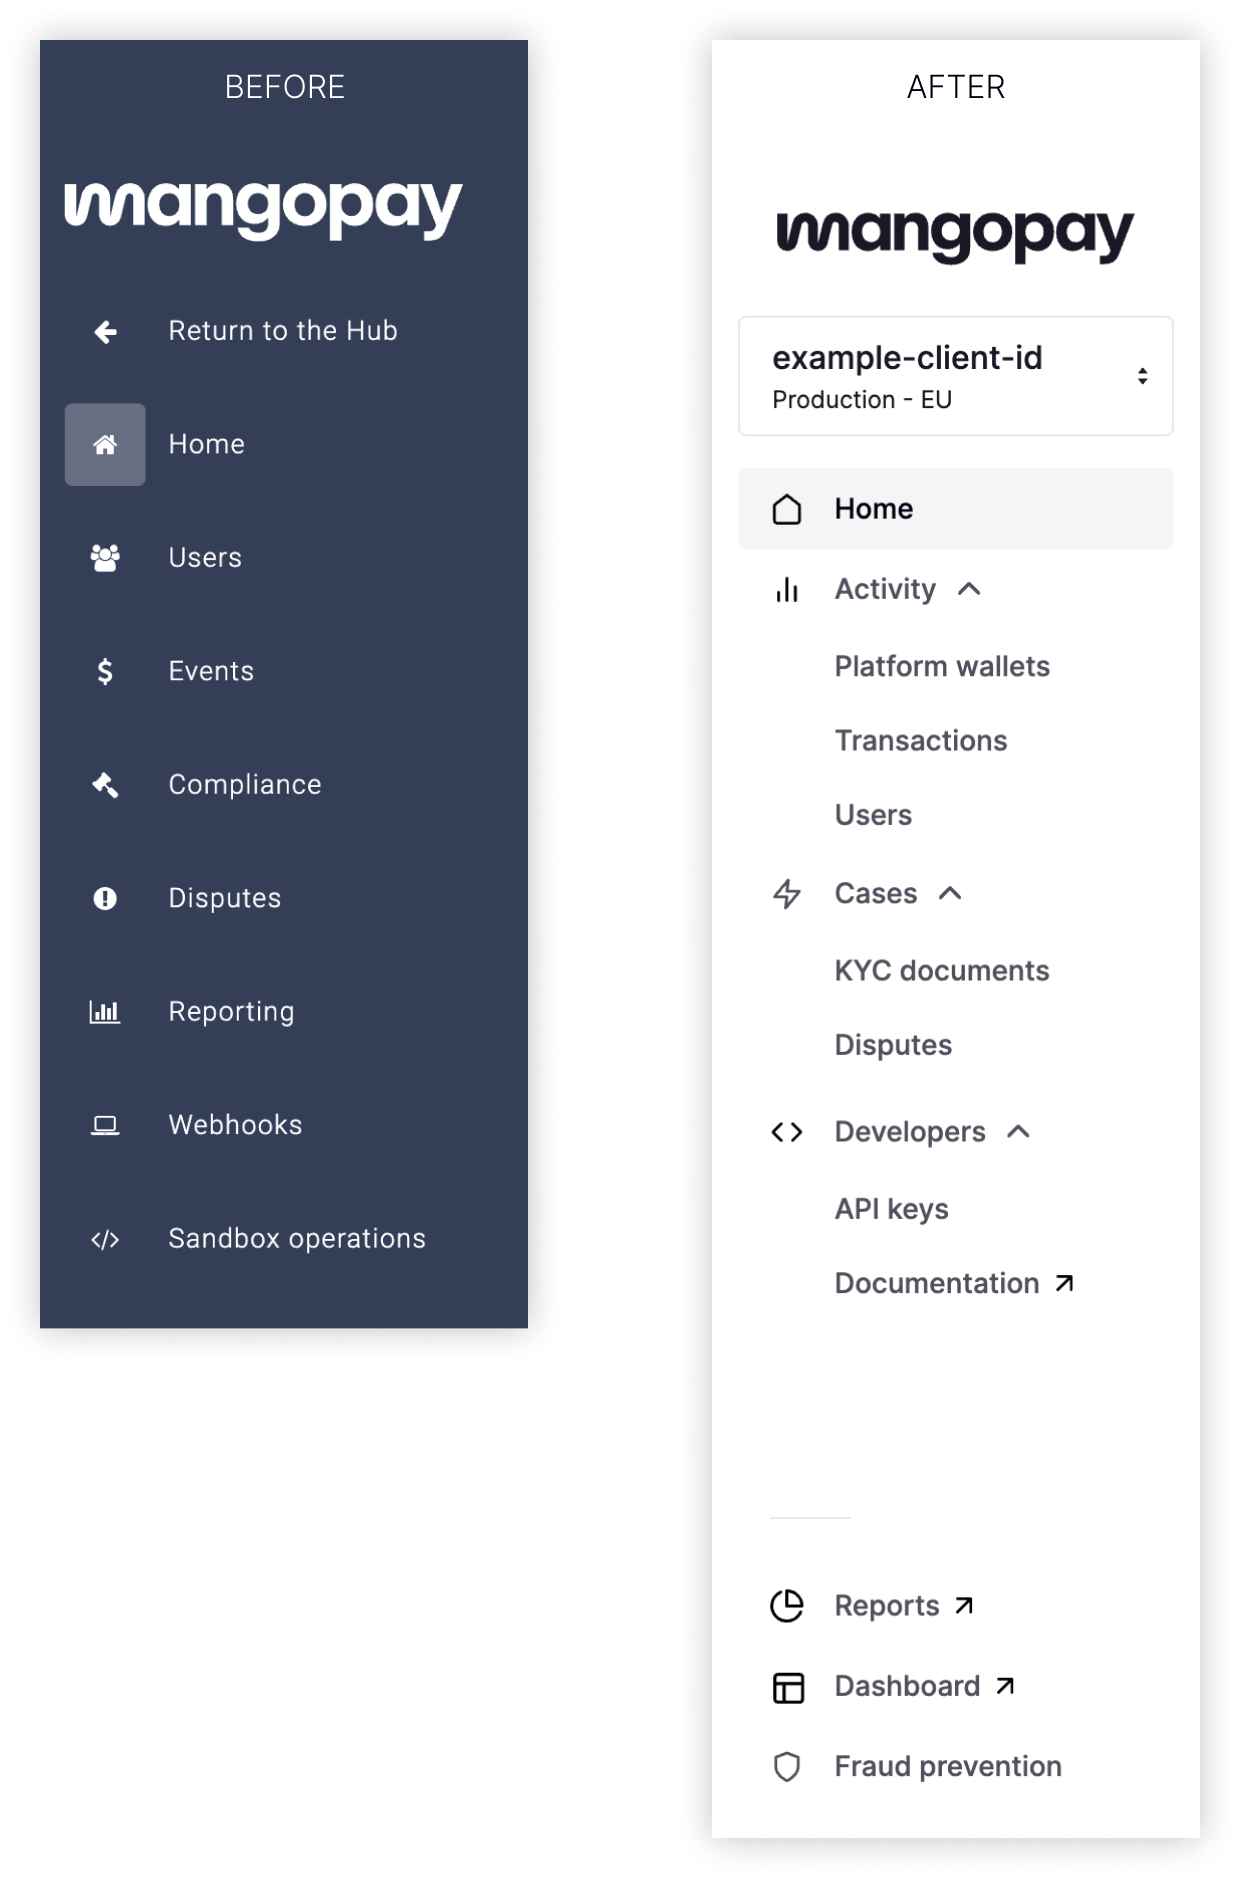 BEFORE
mangopay
Return to the Hub
Home
Users
Events
Compliance
Disputes
Reporting
Webhooks
Sandbox operations
AFTER
mangopay
example-client-id
Production - EU
Home
Activity
Platform wallets
Transactions
Users
Cases
KYC documents
Disputes
Developers
API keys
Documentation
Reports
Dashboard
Fraud prevention